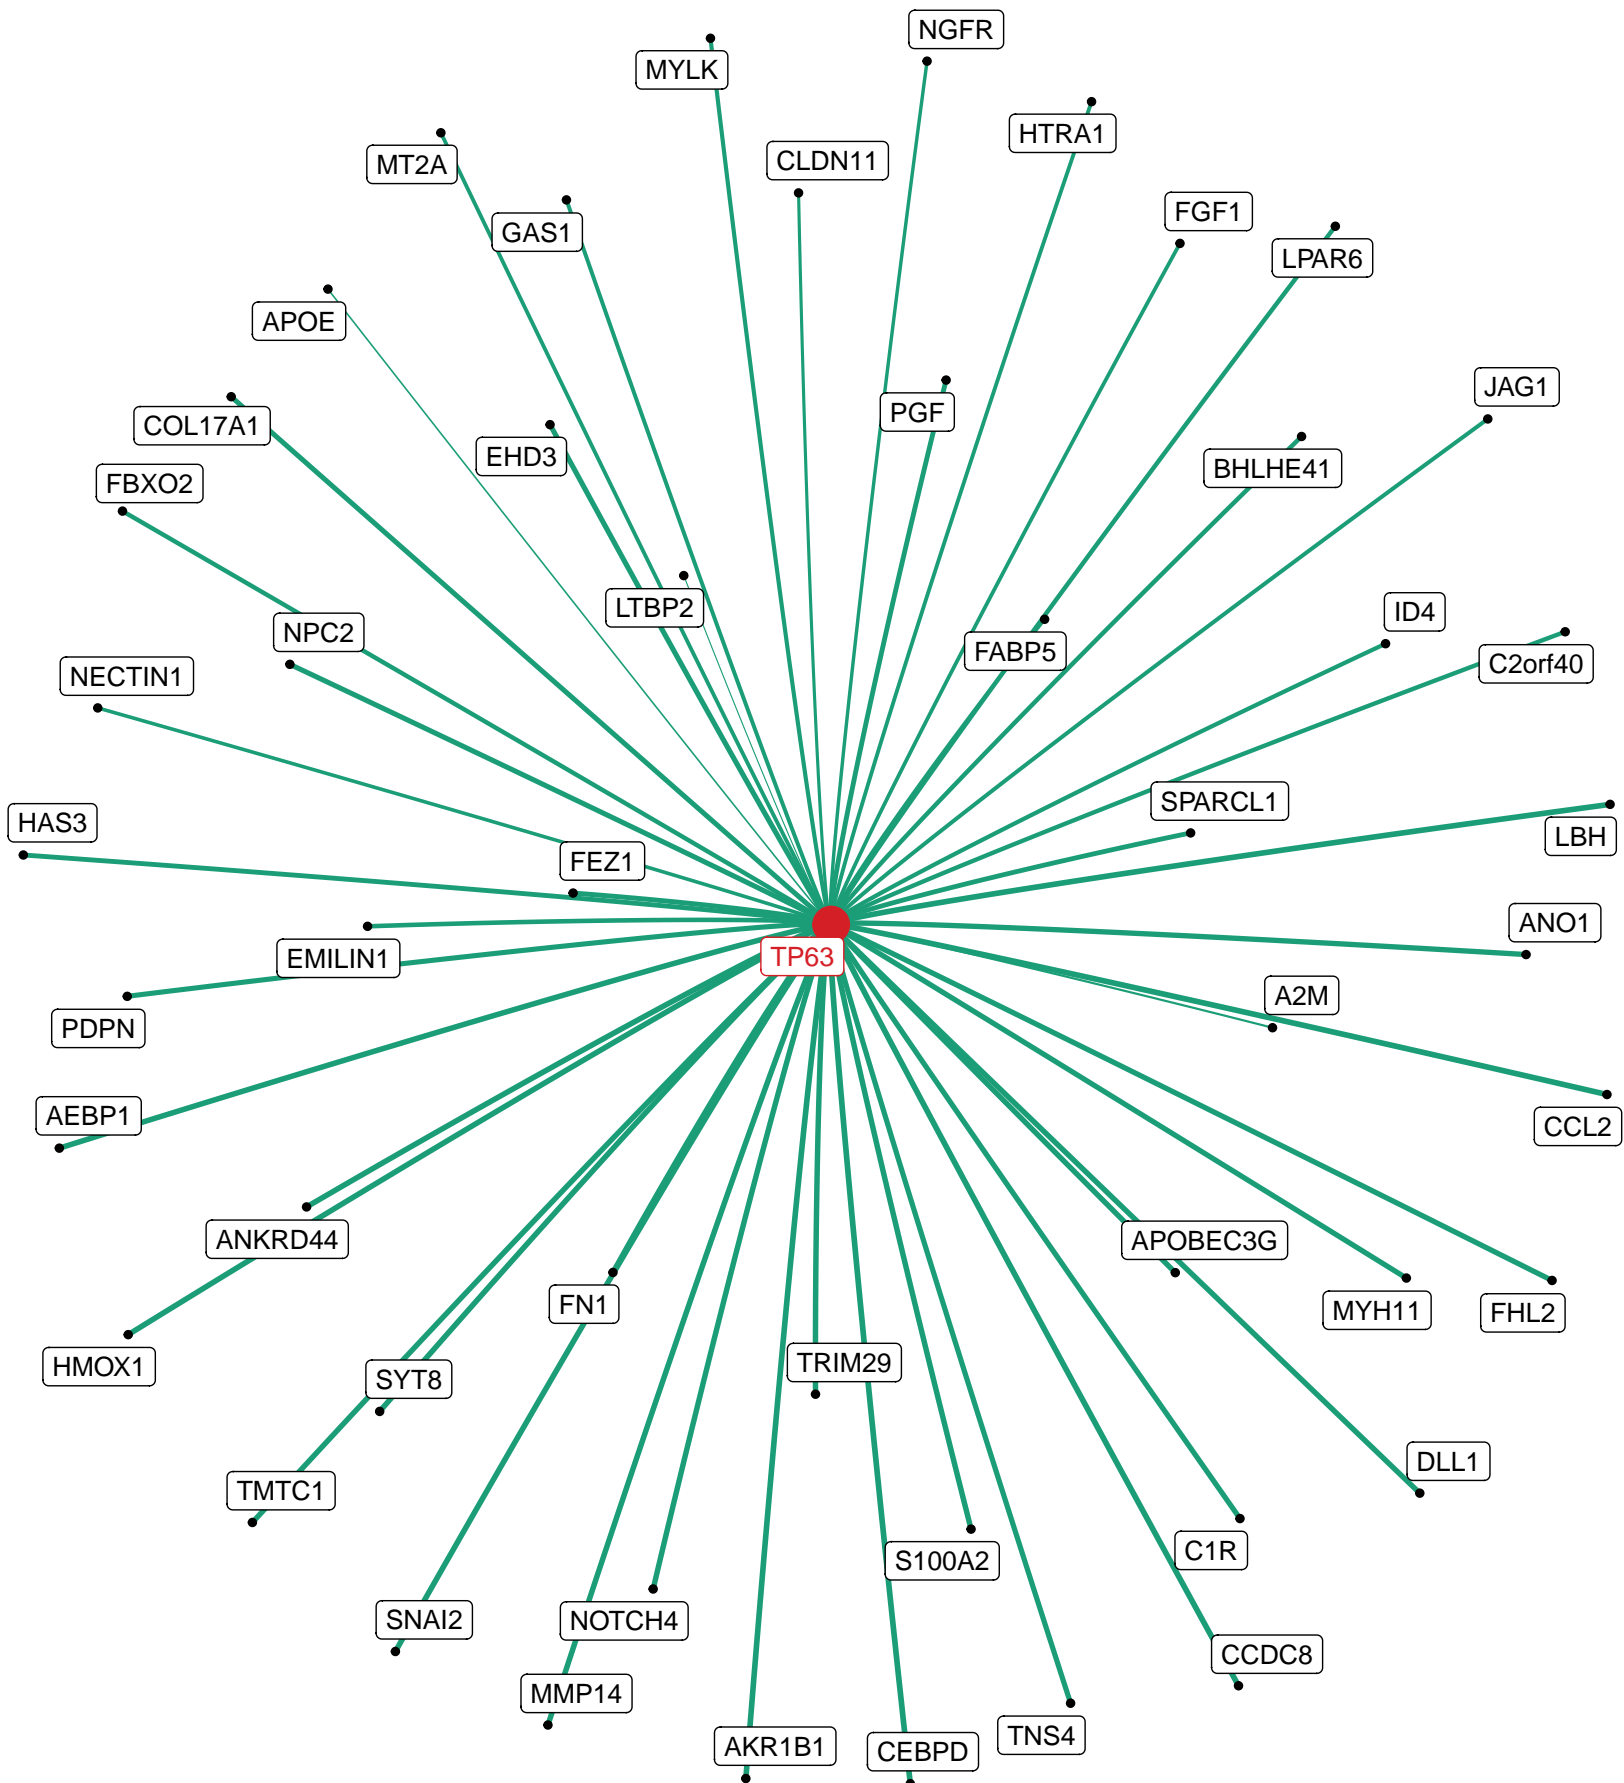 NGFR
MYLK
HTRA1
CLDN11
MT2A
FGF1
GAS1
LPAR6
APOE
JAG1
PGF
COL17A1
EHD3
BHLHE41
FBXO2
LTBP2
ID4
NPC2
FABP5
C2orf40
NECTIN1
SPARCL1
HAS3
LBH
FEZ1
ANO1
TP63
EMILIN1
A2M
PDPN
AEBP1
CCL2
ANKRD44
APOBEC3G
FN1
MYH11
FHL2
TRIM29
HMOX1
SYT8
DLL1
TMTC1
C1R
S100A2
SNAI2
NOTCH4
CCDC8
MMP14
TNS4
AKR1B1
CEBPD